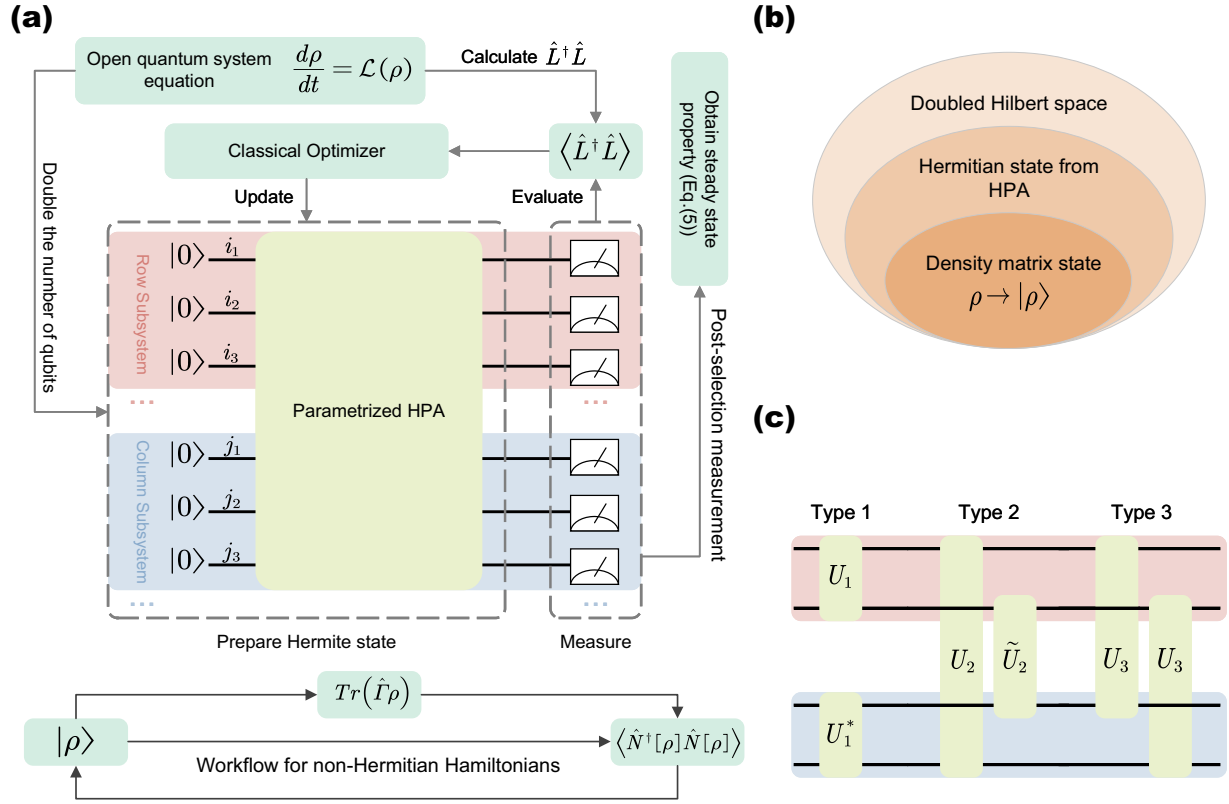 (a)
Open quantum system
equation
dρ/dt = ℒ(ρ)
Calculate L̂†L̂
Obtain steady state
property (Eq.(5))
Classical Optimizer
⟨L̂†L̂⟩
Double the number of qubits
Update
Evaluate
Row Subsystem
|0⟩ i₁
|0⟩ i₂
|0⟩ i₃
...
...
Parametrized HPA
Column Subsystem
|0⟩ j₁
|0⟩ j₂
|0⟩ j₃
...
...
Post-selection measurement
Prepare Hermite state
Measure
Tr(Γ̂ρ)
|ρ⟩
⟨N̂†[ρ]N̂[ρ]⟩
Workflow for non-Hermitian Hamiltonians
(b)
Doubled Hilbert space
Hermitian state from
HPA
Density matrix state
ρ → |ρ⟩
(c)
Type 1
Type 2
Type 3
U₁
U₂
Ũ₂
U₃
U₃
U₁*